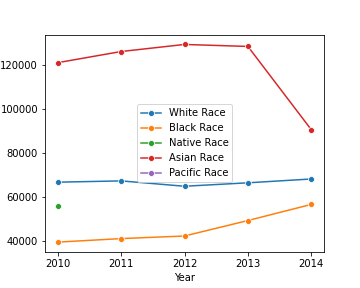 120000
100000
80000
60000
40000
White Race
Black Race
Native Race
Asian Race
Pacific Race
2010 2011 2012 2013 2014
Year